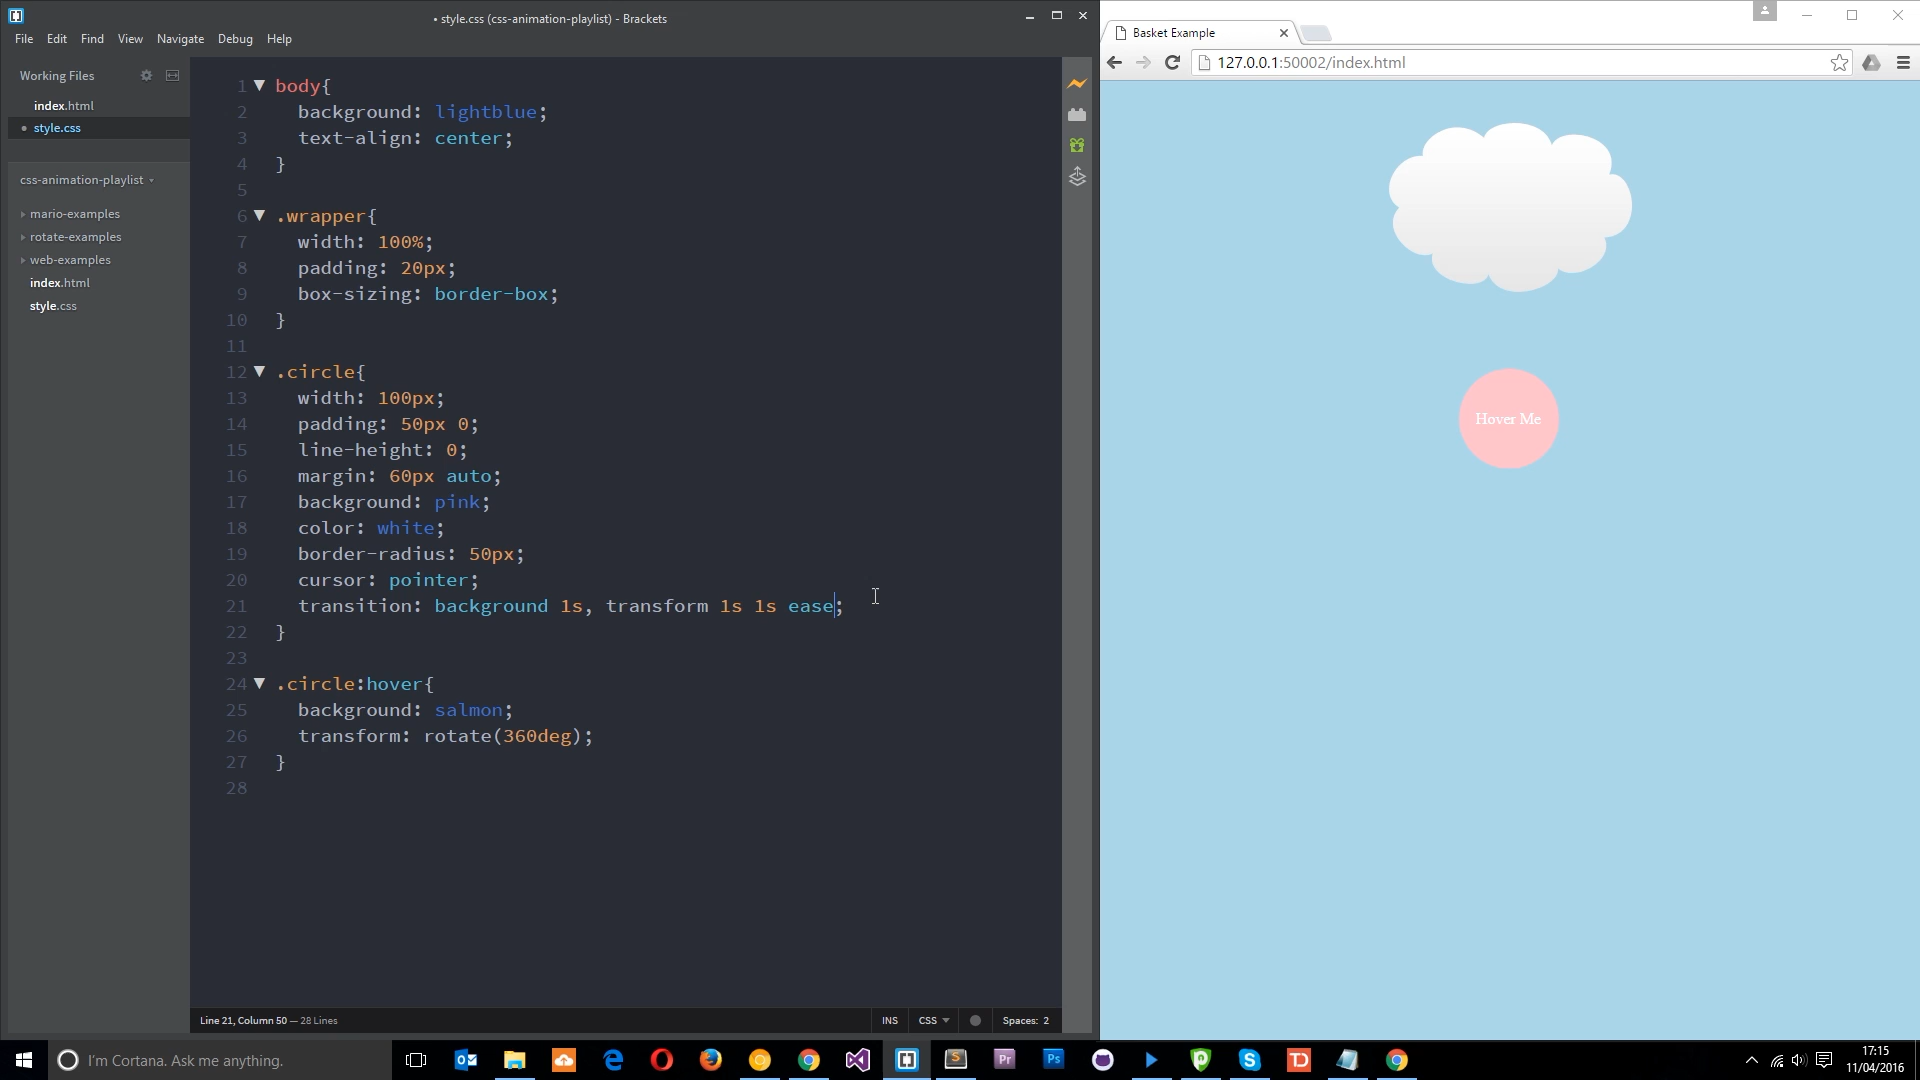 • style.css (css-animation-playlist) - Brackets
File Edit Find View Navigate Debug Help
Working Files
index.html
• style.css
css-animation-playlist
mario-examples
rotate-examples
web-examples
index.html
style.css
1 body{
2 background: lightblue;
3 text-align: center;
4 }
5
6 .wrapper{
7 width: 100%;
8 padding: 20px;
9 box-sizing: border-box;
10 }
11
12 .circle{
13 width: 100px;
14 padding: 50px 0;
15 line-height: 0;
16 margin: 60px auto;
17 background: pink;
18 color: white;
19 border-radius: 50px;
20 cursor: pointer;
21 transition: background 1s, transform 1s 1s ease;
22 }
23
24 .circle:hover{
25 background: salmon;
26 transform: rotate(360deg);
27 }
28
Line 21, Column 50 — 28 Lines
INS CSS Spaces: 2
Basket Example
127.0.0.1:50002/index.html
Hover Me
I'm Cortana. Ask me anything.
S
Pr
Ps
S
TD
17:15
11/04/2016